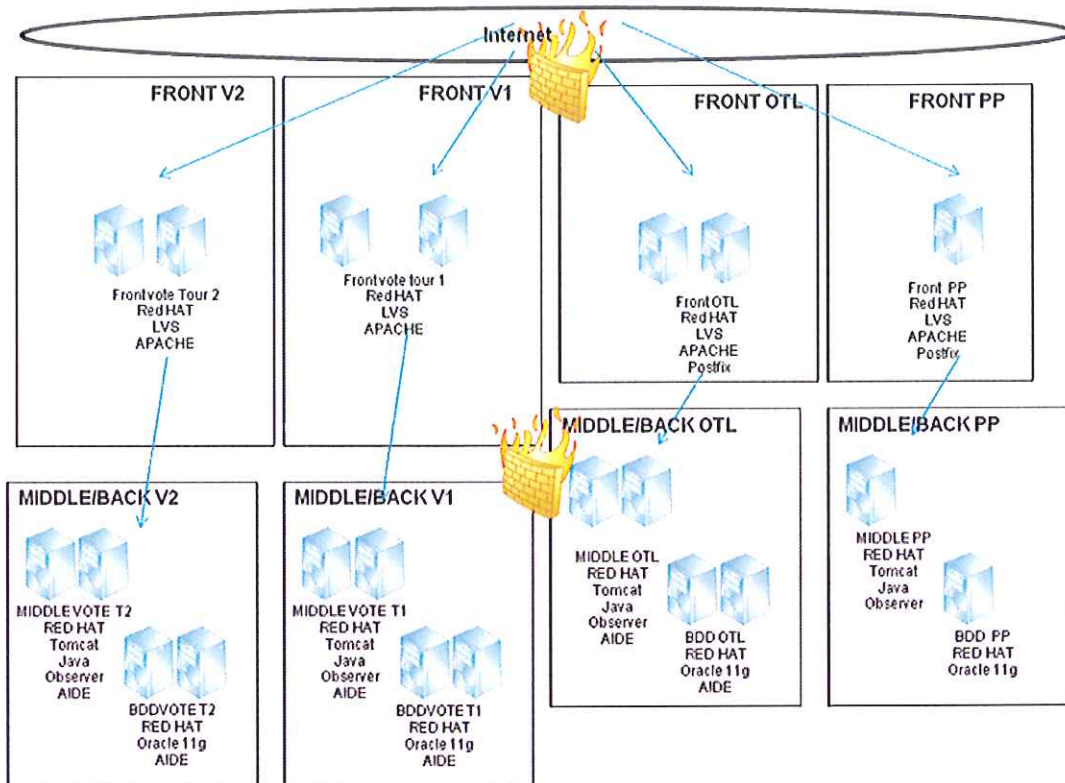 Internet
FRONT V2
FRONT V1
FRONT OTL
FRONT PP
Frontvote Tour 2
Red HAT
LVS
APACHE
Frontvote tour 1
Red HAT
LVS
APACHE
Front OTL
Red HAT
LVS
APACHE
Postfix
Front PP
Red HAT
LVS
APACHE
Postfix
MIDDLE/BACK V2
MIDDLE VOTE T2
RED HAT
Tomcat
Java
Observer
AIDE
BDDVOTE T2
RED HAT
Oracle 11g
AIDE
MIDDLE/BACK V1
MIDDLE VOTE T1
RED HAT
Tomcat
Java
Observer
AIDE
BDDVOTE T1
RED HAT
Oracle 11g
AIDE
MIDDLE/BACK OTL
MIDDLE OTL
RED HAT
Tomcat
Java
Observer
AIDE
BDD OTL
RED HAT
Oracle 11g
AIDE
MIDDLE/BACK PP
MIDDLE PP
RED HAT
Tomcat
Java
Observer
BDD PP
RED HAT
Oracle 11g